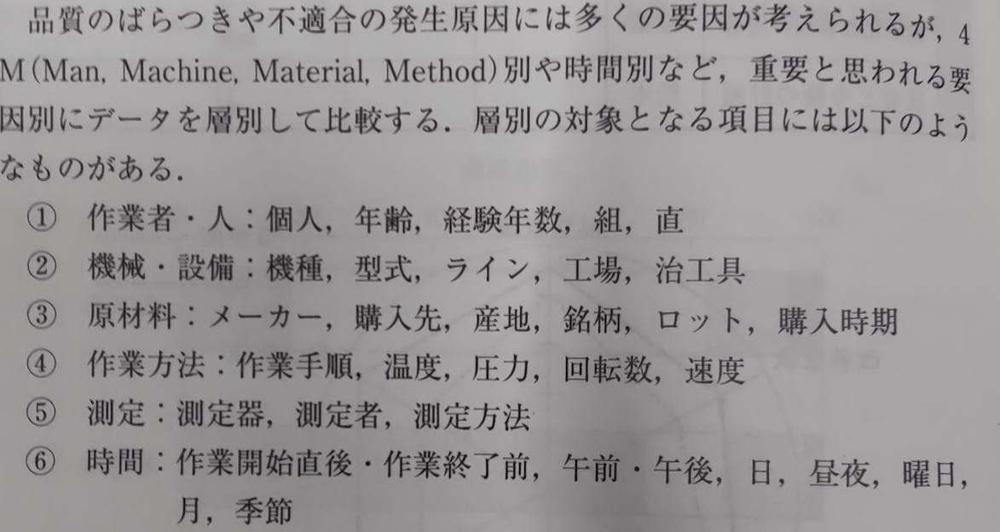 品質のばらつきや不適合の発生原因には多くの要因が考えられるが，4
M(Man, Machine, Material, Method)別や時間別など，重要と思われる要
因別にデータを層別して比較する．層別の対象となる項目には以下のよう
なものがある．
① 作業者・人：個人，年齢，経験年数，組，直
② 機械・設備：機種，型式，ライン，工場，治工具
③ 原材料：メーカー，購入先，産地，銘柄，ロット，購入時期
④ 作業方法：作業手順，温度，圧力，回転数，速度
⑤ 測定：測定器，測定者，測定方法
⑥ 時間：作業開始直後・作業終了前，午前・午後，日，昼夜，曜日，
月，季節